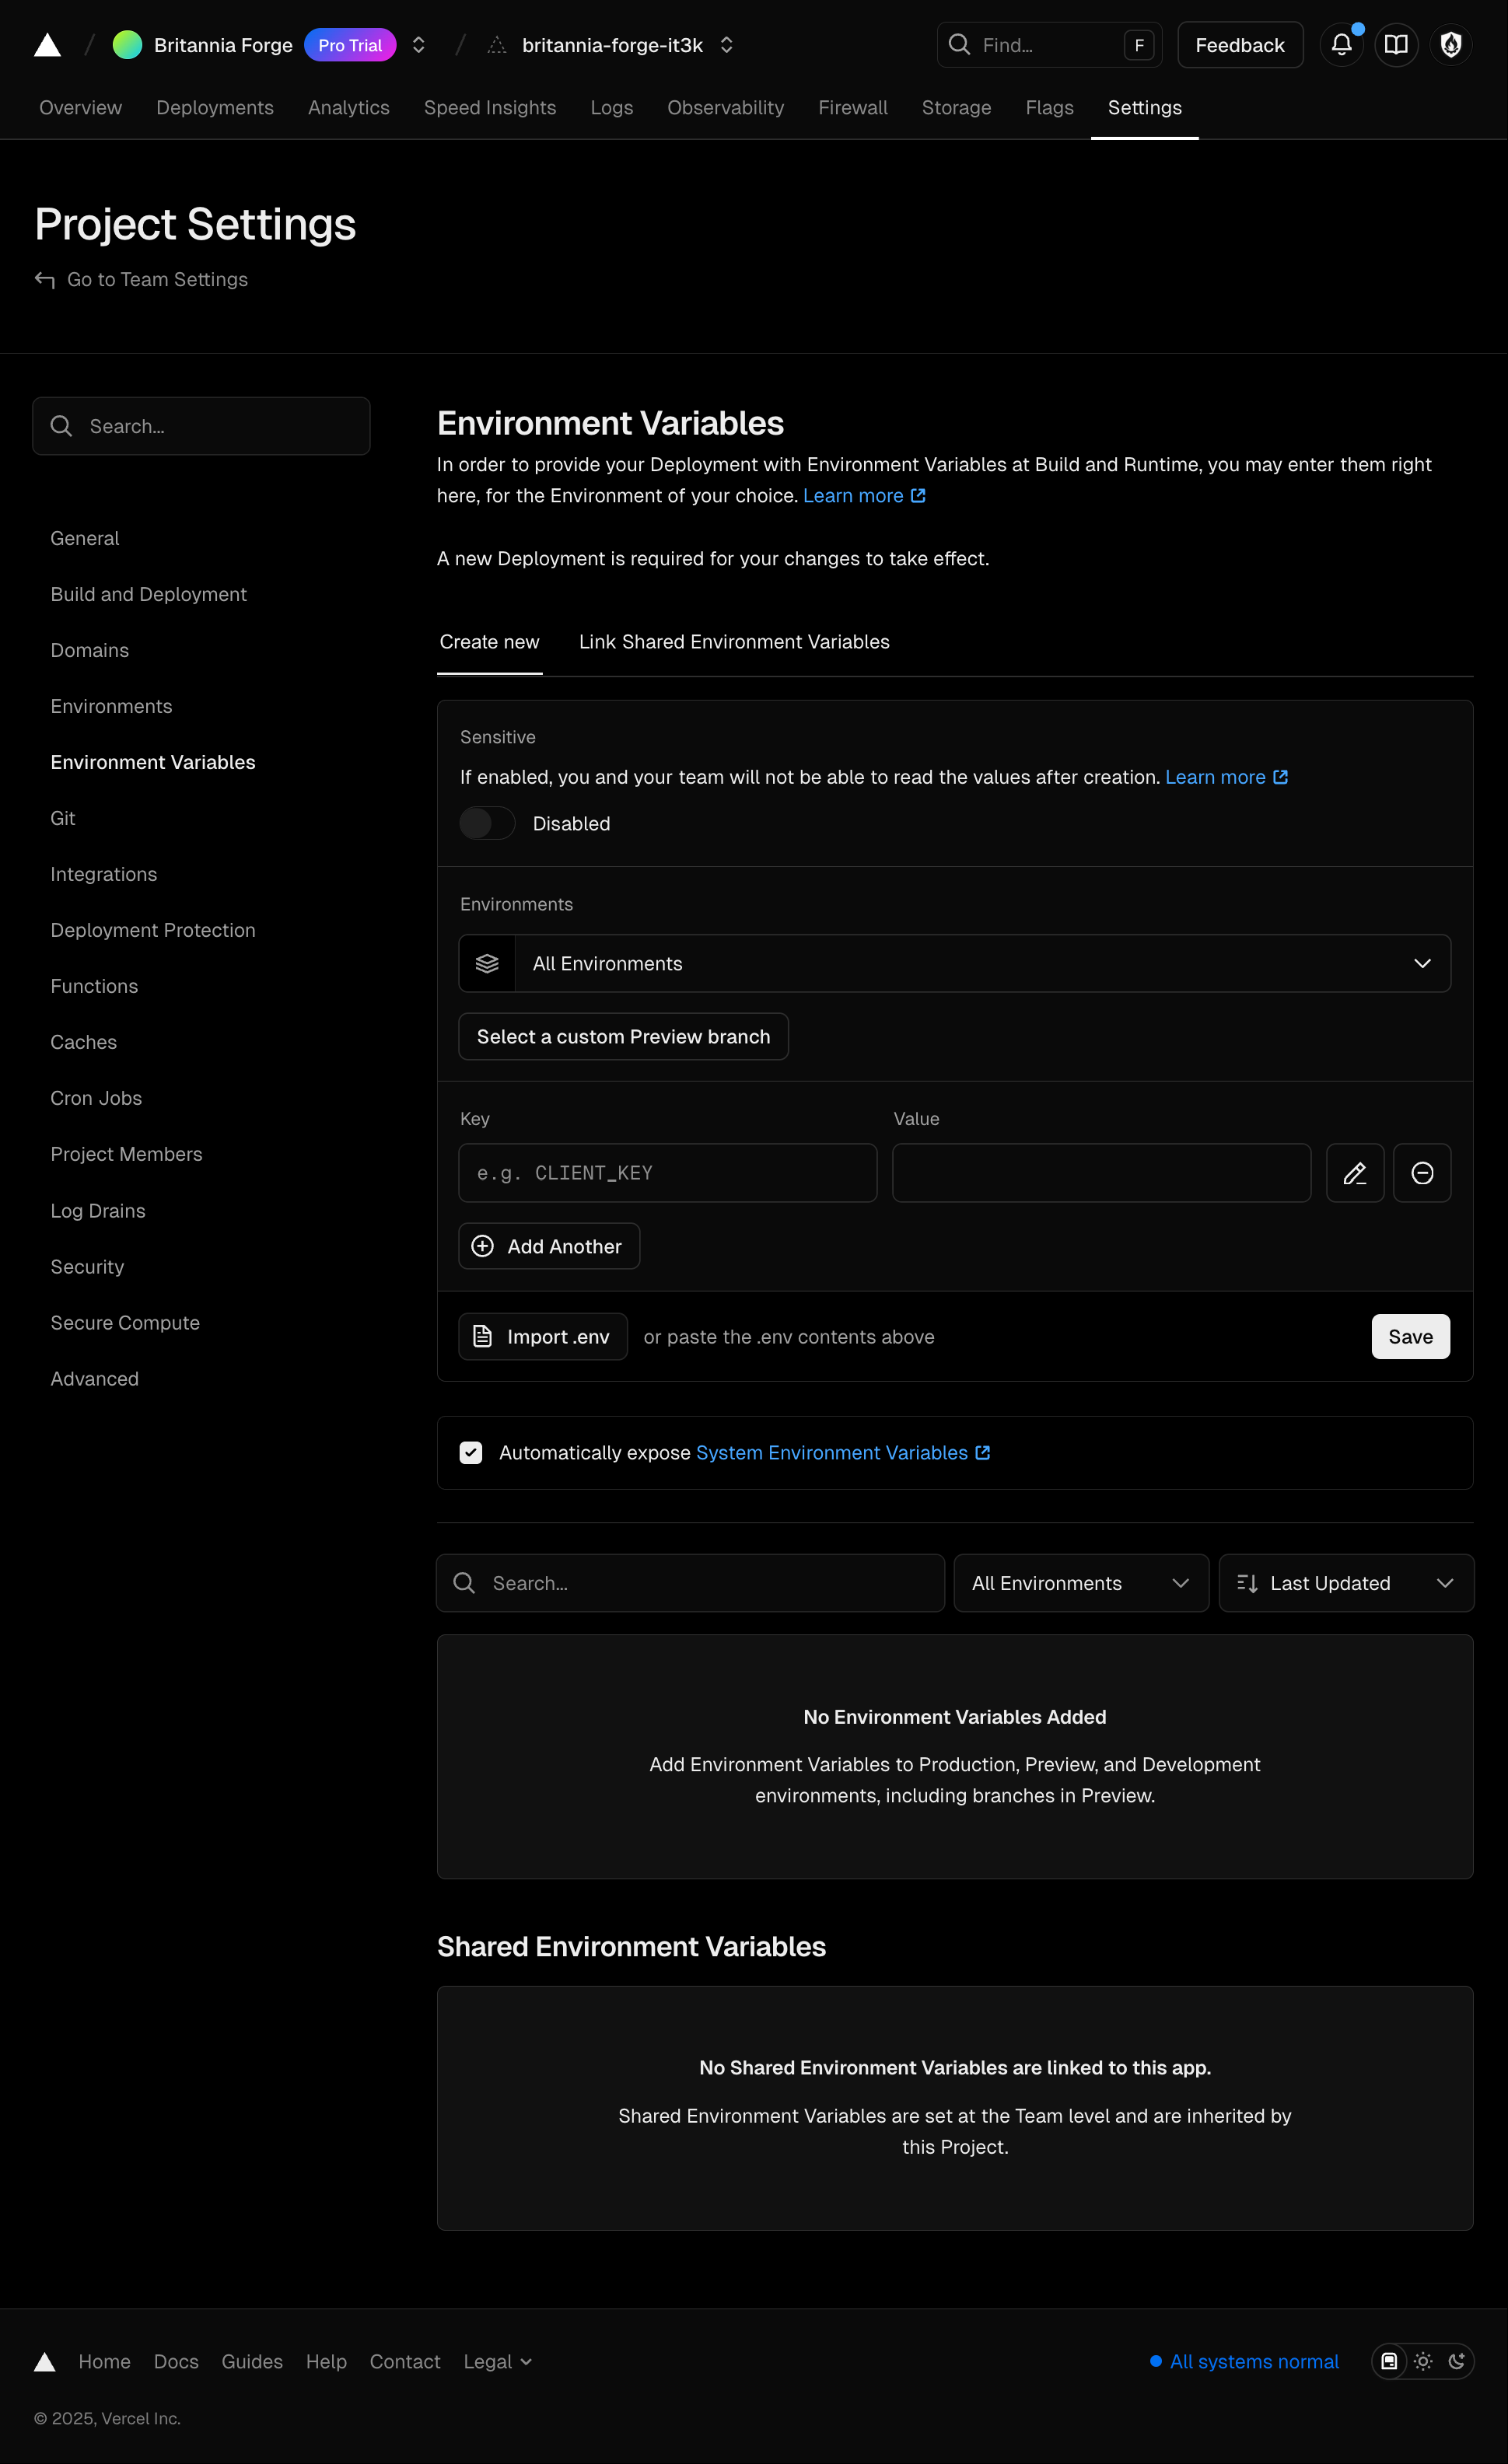 Britannia Forge Pro Trial britannia-forge-it3k Find... F Feedback
Overview Deployments Analytics Speed Insights Logs Observability Firewall Storage Flags Settings
Project Settings
Go to Team Settings
Search...
General
Build and Deployment
Domains
Environments
Environment Variables
Git
Integrations
Deployment Protection
Functions
Caches
Cron Jobs
Project Members
Log Drains
Security
Secure Compute
Advanced
Environment Variables
In order to provide your Deployment with Environment Variables at Build and Runtime, you may enter them right
here, for the Environment of your choice. Learn more
A new Deployment is required for your changes to take effect.
Create new Link Shared Environment Variables
Sensitive
If enabled, you and your team will not be able to read the values after creation. Learn more
Disabled
Environments
All Environments
Select a custom Preview branch
Key Value
e.g. CLIENT_KEY
Add Another
Import .env or paste the .env contents above Save
Automatically expose System Environment Variables
Search... All Environments Last Updated
No Environment Variables Added
Add Environment Variables to Production, Preview, and Development
environments, including branches in Preview.
Shared Environment Variables
No Shared Environment Variables are linked to this app.
Shared Environment Variables are set at the Team level and are inherited by
this Project.
Home Docs Guides Help Contact Legal All systems normal
© 2025, Vercel Inc.